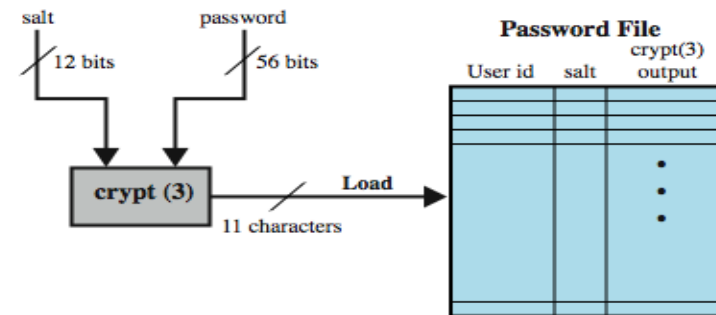 salt
password
12 bits
56 bits
crypt (3)
Load
11 characters
Password File
User id
salt
crypt(3)
output